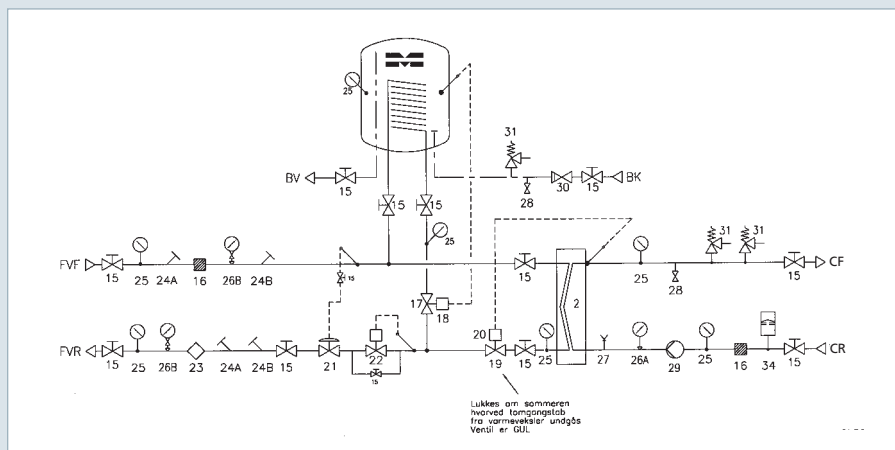 25
31
BV
15
28
30
15
BK
15
15
25
31
31
FVF
15
25
24A
16
26B
24B
15
15
2
25
28
15
CF
17
18
20
FVR
15
25
26B
23
24A
24B
15
21
22
15
19
15
25
27
26A
29
25
16
34
15
CR
Lukkes om sommeren
hvorved tomgangstab
fra varmeveksler undgås
Ventil er GUL